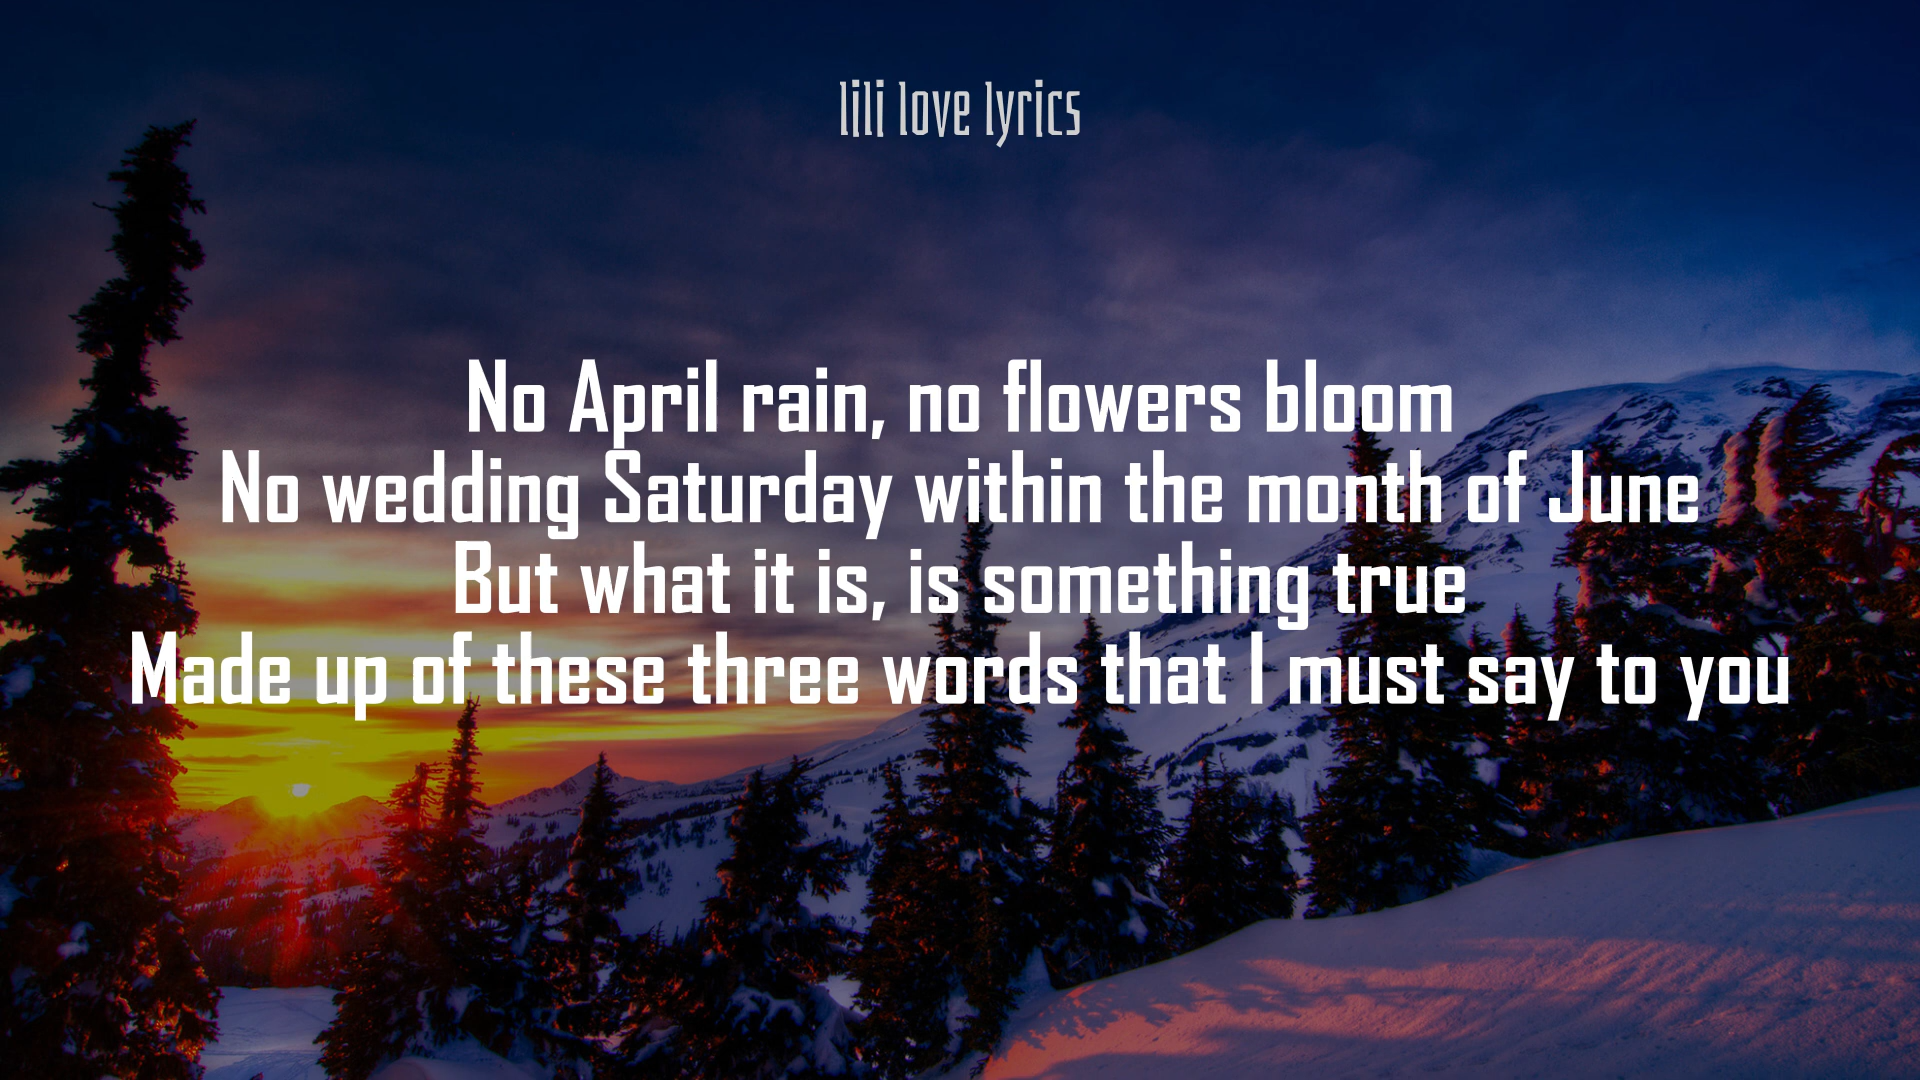 lili love lyrics
No April rain, no flowers bloom
No wedding Saturday within the month of June
But what it is, is something true
Made up of these three words that I must say to you